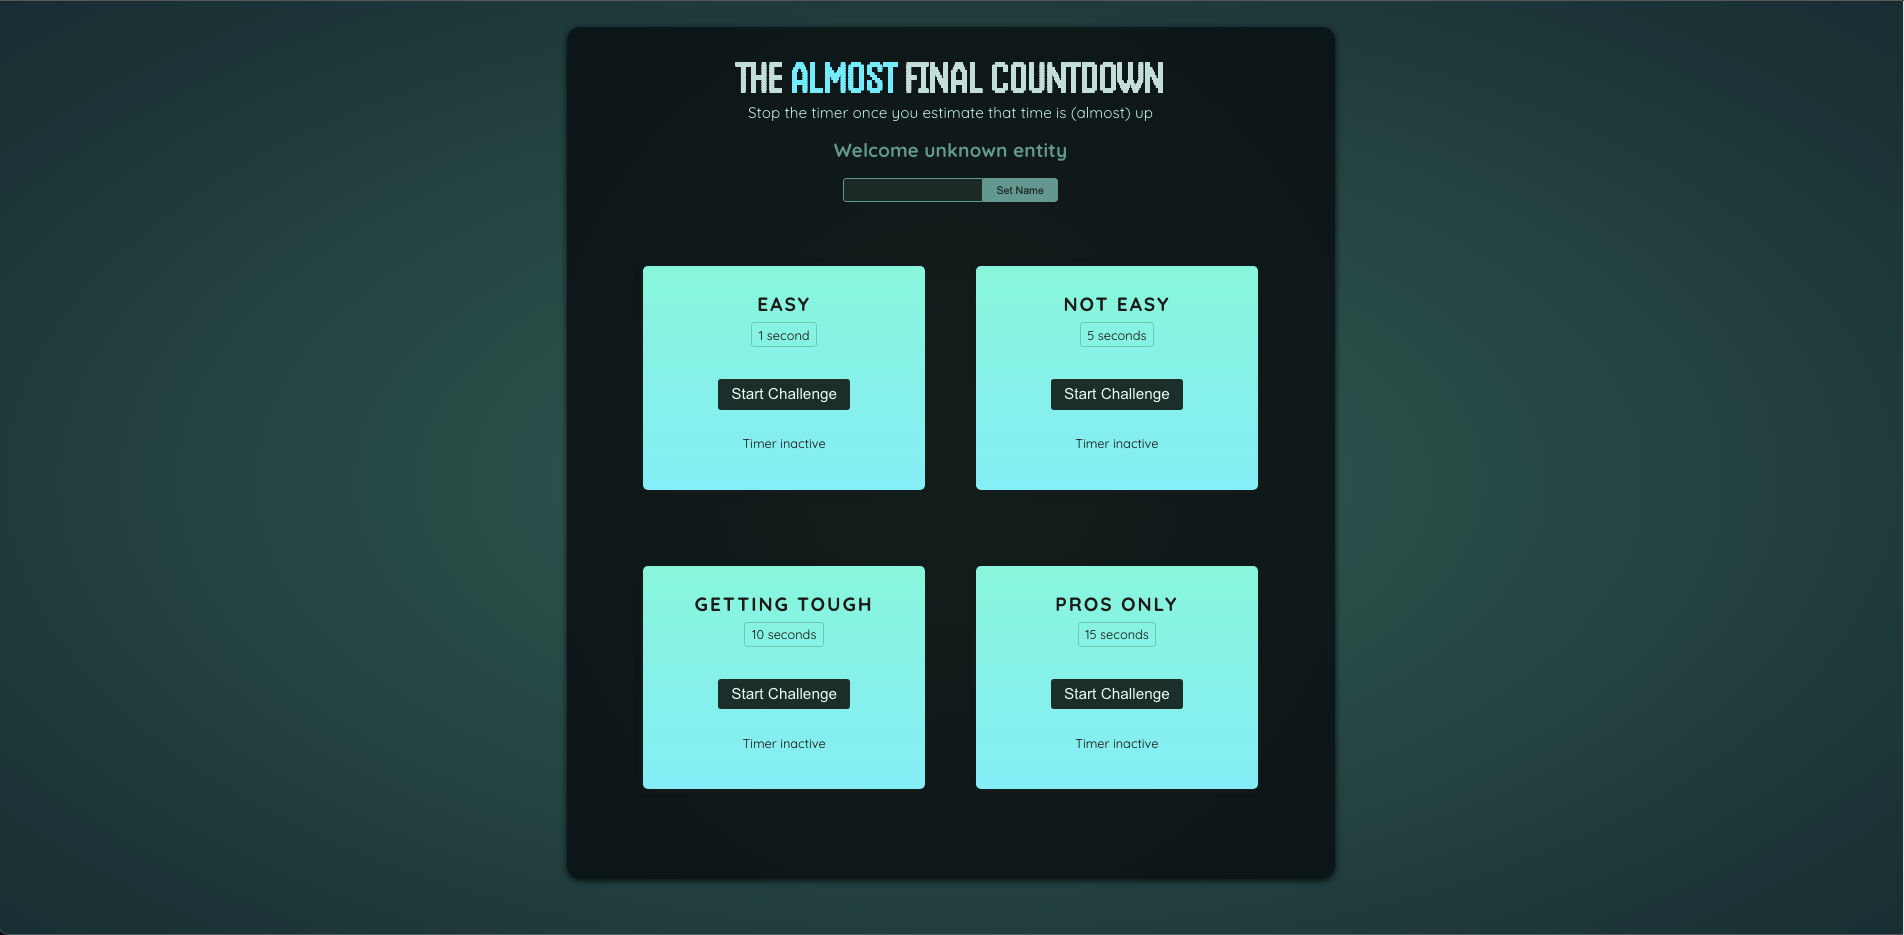 THE ALMOST FINAL COUNTDOWN
Stop the timer once you estimate that time is (almost) up
Welcome unknown entity
Set Name
EASY
1 second
Start Challenge
Timer inactive
NOT EASY
5 seconds
Start Challenge
Timer inactive
GETTING TOUGH
10 seconds
Start Challenge
Timer inactive
PROS ONLY
15 seconds
Start Challenge
Timer inactive